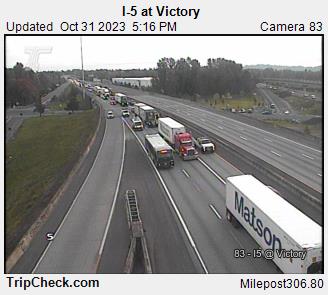 I-5 at Victory
Updated Oct 31 2023 5:16 PM Camera 83
Matson
83 - I5 @ Victory
TripCheck.com Milepost306.80